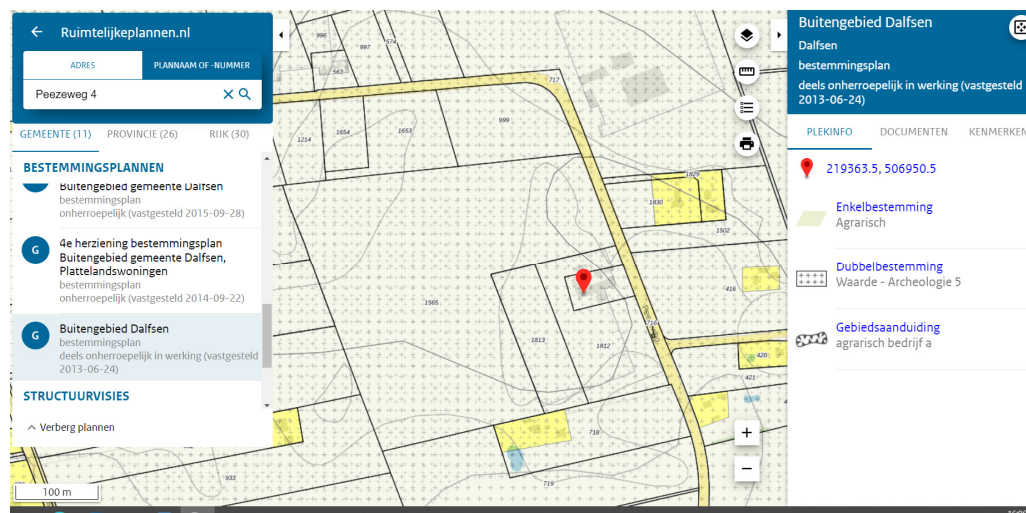 Ruimtelijkeplannen.nl
ADRES
PLANNAAM OF -NUMMER
Peezeweg 4
GEMEENTE (11)
PROVINCIE (26)
RIJK (30)
BESTEMMINGSPLANNEN
Buitengebied gemeente Dalfsen
bestemmingsplan
onherroepelijk (vastgesteld 2015-09-28)
G
4e herziening bestemmingsplan
Buitengebied gemeente Dalfsen,
Plattelandswoningen
bestemmingsplan
onherroepelijk (vastgesteld 2014-09-22)
G
Buitengebied Dalfsen
bestemmingsplan
deels onherroepelijk in werking (vastgesteld
2013-06-24)
STRUCTUURVISIES
Verberg plannen
100 m
996
997
574
563
717
999
1214
1654
1653
1829
1830
1502
416
1565
716
1813
1812
420
421
718
719
933
+
−
Buitengebied Dalfsen
Dalfsen
bestemmingsplan
deels onherroepelijk in werking (vastgesteld
2013-06-24)
PLEKINFO
DOCUMENTEN
KENMERKEN
219363.5, 506950.5
Enkelbestemming
Agrarisch
Dubbelbestemming
Waarde - Archeologie 5
Gebiedsaanduiding
agrarisch bedrijf a